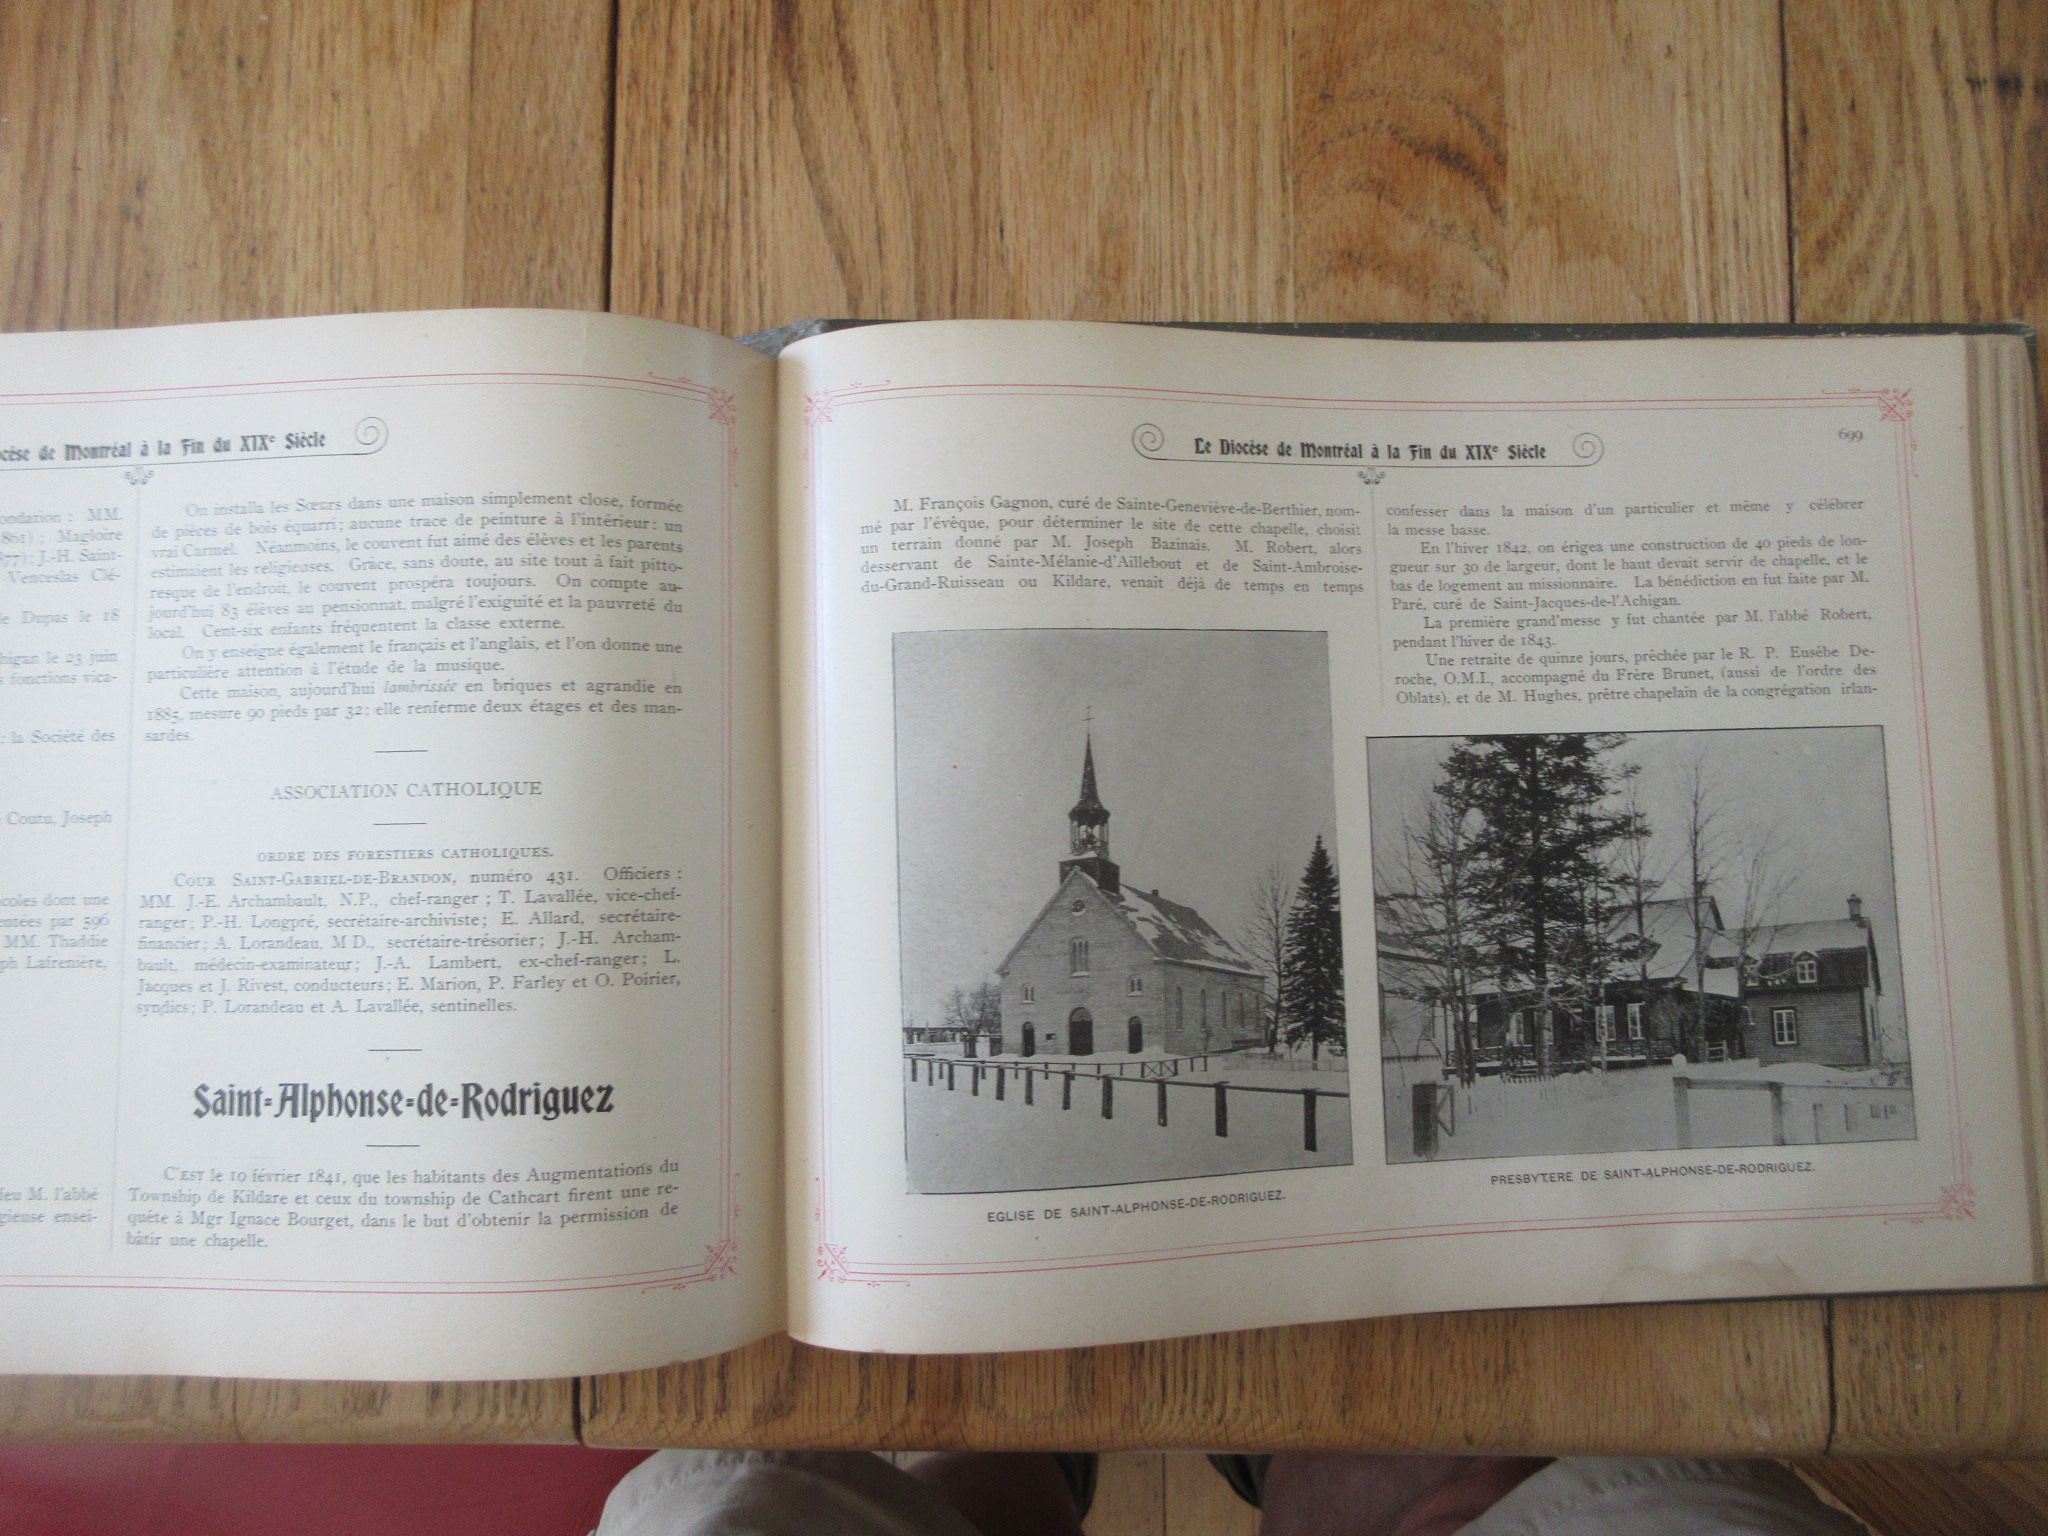 ocèse de Montréal à la Fin du XIXe Siècle
ondation : MM.
861) ; Magloire
877) ; J.-H. Saint-
Venceslas Clé-
ie Dupas le 18
higan le 23 juin
s fonctions vica-
: la Société des
Coutu, Joseph
coles dont une
entées par 596
MM. Thaddie
ph Lafrenière,
feu M. l'abbé
gieuse ensei-
On installa les Sœurs dans une maison simplement close, formée
de pièces de bois équarri ; aucune trace de peinture à l'intérieur : un
vrai Carmel. Néanmoins, le couvent fut aimé des élèves et les parents
estimaient les religieuses. Grâce, sans doute, au site tout à fait pitto-
resque de l'endroit, le couvent prospéra toujours. On compte au-
jourd'hui 83 élèves au pensionnat, malgré l'exiguité et la pauvreté du
local. Cent-six enfants fréquentent la classe externe.
On y enseigne également le français et l'anglais, et l'on donne une
particulière attention à l'étude de la musique.
Cette maison, aujourd'hui lambrissée en briques et agrandie en
1885, mesure 90 pieds par 32 ; elle renferme deux étages et des man-
sardes.
ASSOCIATION CATHOLIQUE
ORDRE DES FORESTIERS CATHOLIQUES.
COUR SAINT-GABRIEL-DE-BRANDON, numéro 431. Officiers :
MM. J.-E. Archambault, N.P., chef-ranger ; T. Lavallée, vice-chef-
ranger ; P.-H. Longpré, secrétaire-archiviste ; E. Allard, secrétaire-
financier ; A. Lorandeau, M D., secrétaire-trésorier ; J.-H. Archam-
bault, médecin-examinateur ; J.-A. Lambert, ex-chef-ranger ; L.
Jacques et J. Rivest, conducteurs ; E. Marion, P. Farley et O. Poirier,
syndics ; P. Lorandeau et A. Lavallée, sentinelles.
Saint-Alphonse-de-Rodriguez
C'EST le 10 février 1841, que les habitants des Augmentations du
Township de Kildare et ceux du township de Cathcart firent une re-
quête à Mgr Ignace Bourget, dans le but d'obtenir la permission de
bâtir une chapelle.
Le Diocèse de Montréal à la Fin du XIXe Siècle
699
M. François Gagnon, curé de Sainte-Geneviève-de-Berthier, nom-
mé par l'évêque, pour déterminer le site de cette chapelle, choisit
un terrain donné par M. Joseph Bazinais. M. Robert, alors
desservant de Sainte-Mélanie-d'Aillebout et de Saint-Ambroise-
du-Grand-Ruisseau ou Kildare, venait déjà de temps en temps
EGLISE DE SAINT-ALPHONSE-DE-RODRIGUEZ.
confesser dans la maison d'un particulier et même y célébrer
la messe basse.
En l'hiver 1842, on érigea une construction de 40 pieds de lon-
gueur sur 30 de largeur, dont le haut devait servir de chapelle, et le
bas de logement au missionnaire. La bénédiction en fut faite par M.
Paré, curé de Saint-Jacques-de-l'Achigan.
La première grand'messe y fut chantée par M. l'abbé Robert,
pendant l'hiver de 1843.
Une retraite de quinze jours, prêchée par le R. P. Eusèbe De-
roche, O.M.I., accompagné du Frère Brunet, (aussi de l'ordre des
Oblats), et de M. Hughes, prêtre chapelain de la congrégation irlan-
PRESBYTERE DE SAINT-ALPHONSE-DE-RODRIGUEZ.